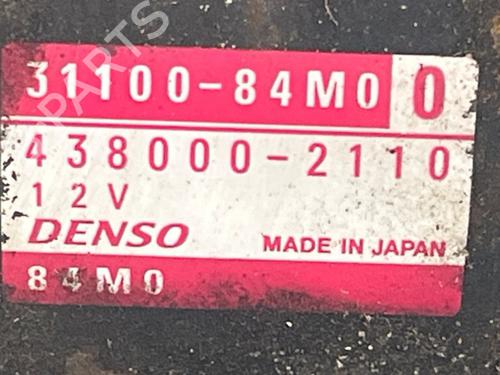 31100-84M0 0
438000-2110
12V
DENSO MADE IN JAPAN
84M0